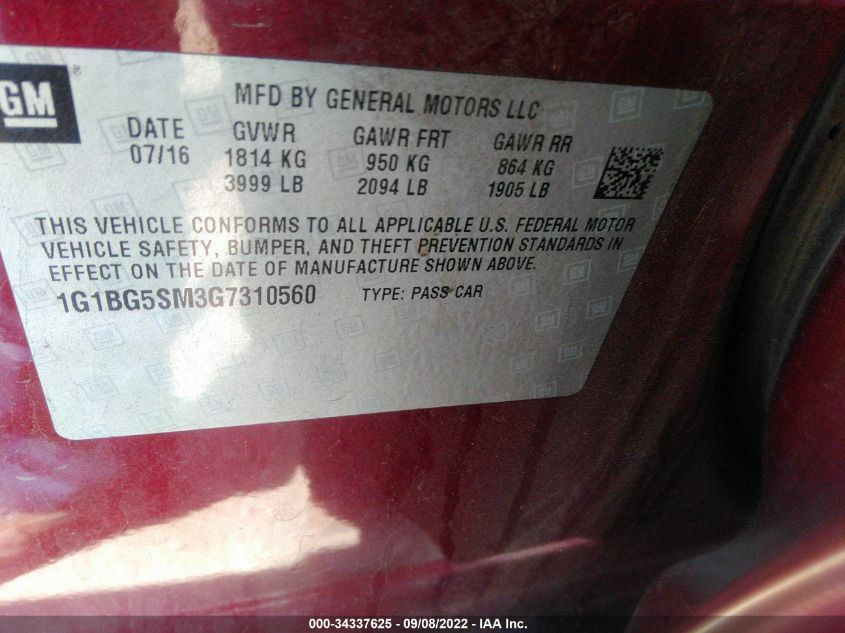 GM
MFD BY GENERAL MOTORS LLC
DATE GVWR GAWR FRT GAWR RR
07/16 1814 KG 950 KG 864 KG
3999 LB 2094 LB 1905 LB
THIS VEHICLE CONFORMS TO ALL APPLICABLE U.S. FEDERAL MOTOR
VEHICLE SAFETY, BUMPER, AND THEFT PREVENTION STANDARDS IN
EFFECT ON THE DATE OF MANUFACTURE SHOWN ABOVE.
1G1BG5SM3G7310560 TYPE: PASS CAR
000-34337625 - 09/08/2022 - IAA Inc.